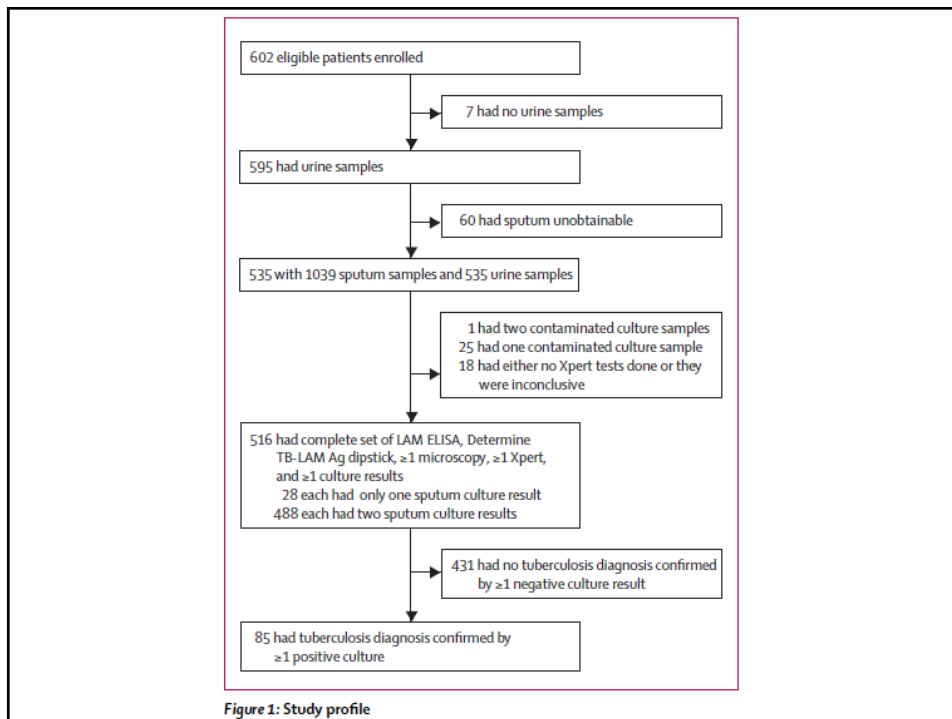 602 eligible patients enrolled
7 had no urine samples
595 had urine samples
60 had sputum unobtainable
535 with 1039 sputum samples and 535 urine samples
1 had two contaminated culture samples
25 had one contaminated culture sample
18 had either no Xpert tests done or they
were inconclusive
516 had complete set of LAM ELISA, Determine
TB-LAM Ag dipstick, ≥1 microscopy, ≥1 Xpert,
and ≥1 culture results
28 each had only one sputum culture result
488 each had two sputum culture results
431 had no tuberculosis diagnosis confirmed
by ≥1 negative culture result
85 had tuberculosis diagnosis confirmed by
≥1 positive culture
Figure 1: Study profile